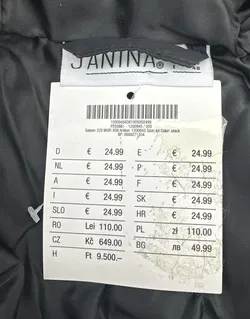 JANINA®
D € 24.99 E € 24.99
NL € 24.99 P € 24.99
A € 24.99 F € 24.99
I € 24.99 SK € 24.99
SLO € 24.99 HR € 24.99
RO Lei 110.00 PL zł 110.00
CZ Kč 649.00 BG лв 49.99
H Ft 9.500.-